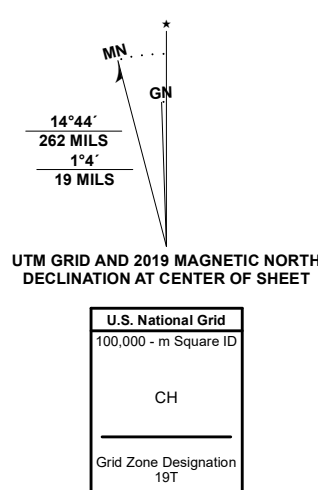 ★
MN
GN
14°44´
262 MILS
1°4´
19 MILS
UTM GRID AND 2019 MAGNETIC NORTH
DECLINATION AT CENTER OF SHEET
U.S. National Grid
100,000 - m Square ID
CH
Grid Zone Designation
19T